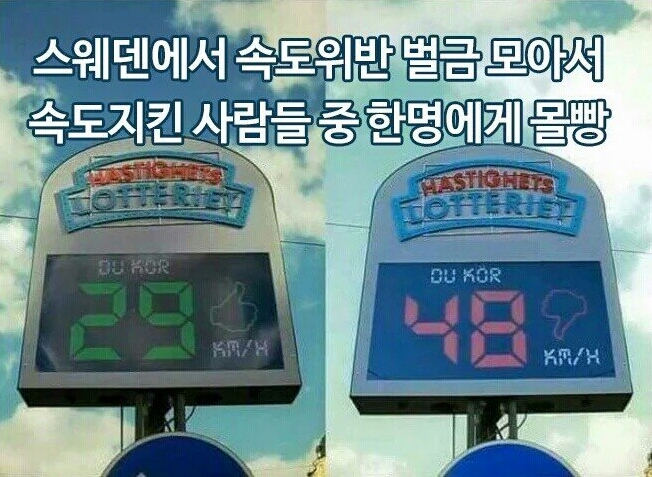 스웨덴에서 속도위반 벌금 모아서
속도지킨 사람들 중 한명에게 몰빵
HASTIGHETS
LOTTERIET
DU KÖR
29
KM/H
HASTIGHETS
LOTTERIET
DU KÖR
48
KM/H